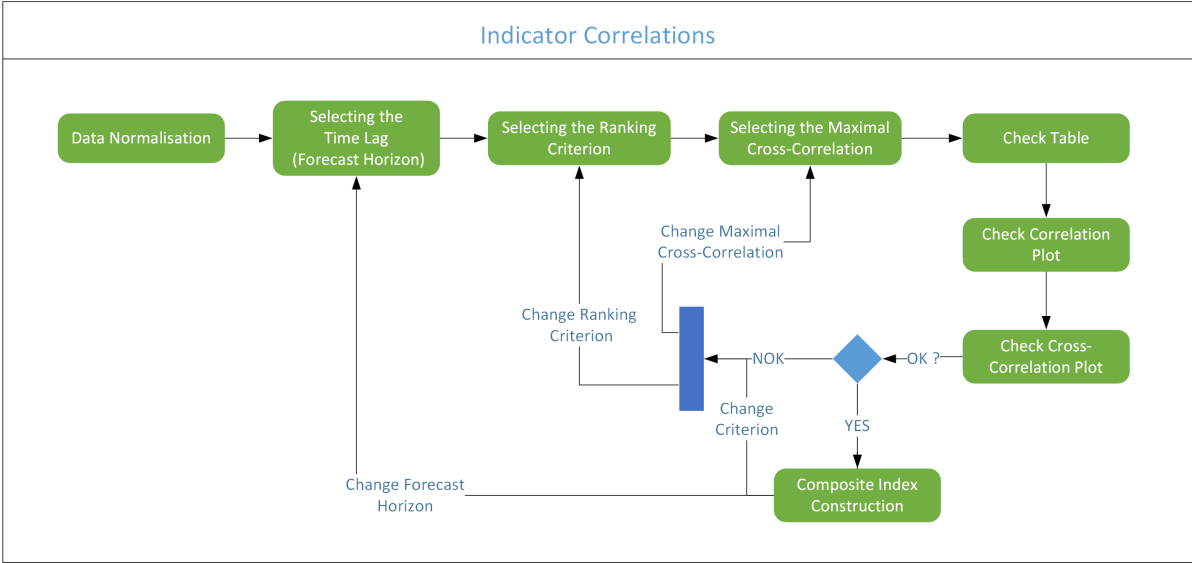 Indicator Correlations
Data Normalisation
Selecting the
Time Lag
(Forecast Horizon)
Selecting the Ranking
Criterion
Selecting the Maximal
Cross-Correlation
Check Table
Check Correlation
Plot
Check Cross-
Correlation Plot
OK ?
NOK
YES
Change Maximal
Cross-Correlation
Change Ranking
Criterion
Change
Criterion
Composite Index
Construction
Change Forecast
Horizon